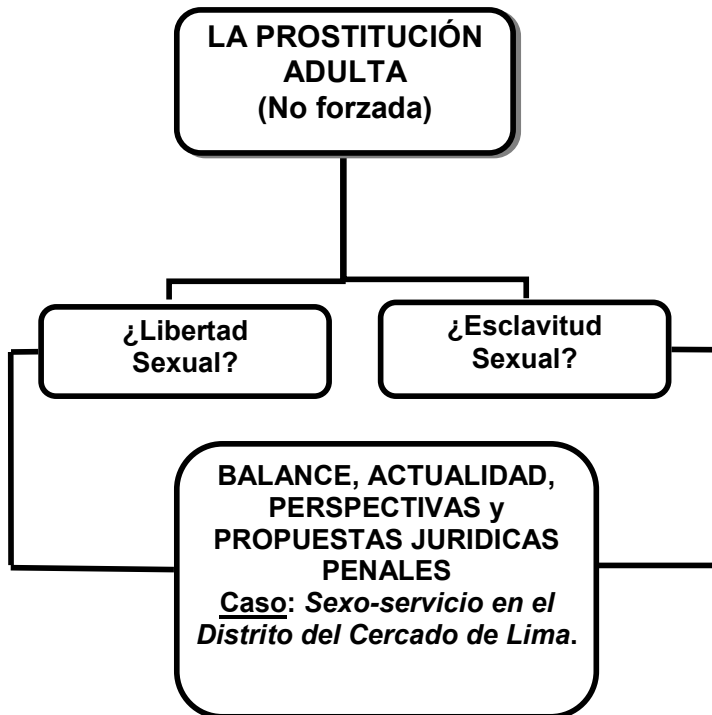 LA PROSTITUCIÓN
ADULTA
(No forzada)
¿Libertad
Sexual?
¿Esclavitud
Sexual?
BALANCE, ACTUALIDAD,
PERSPECTIVAS y
PROPUESTAS JURIDICAS
PENALES
Caso: Sexo-servicio en el
Distrito del Cercado de Lima.